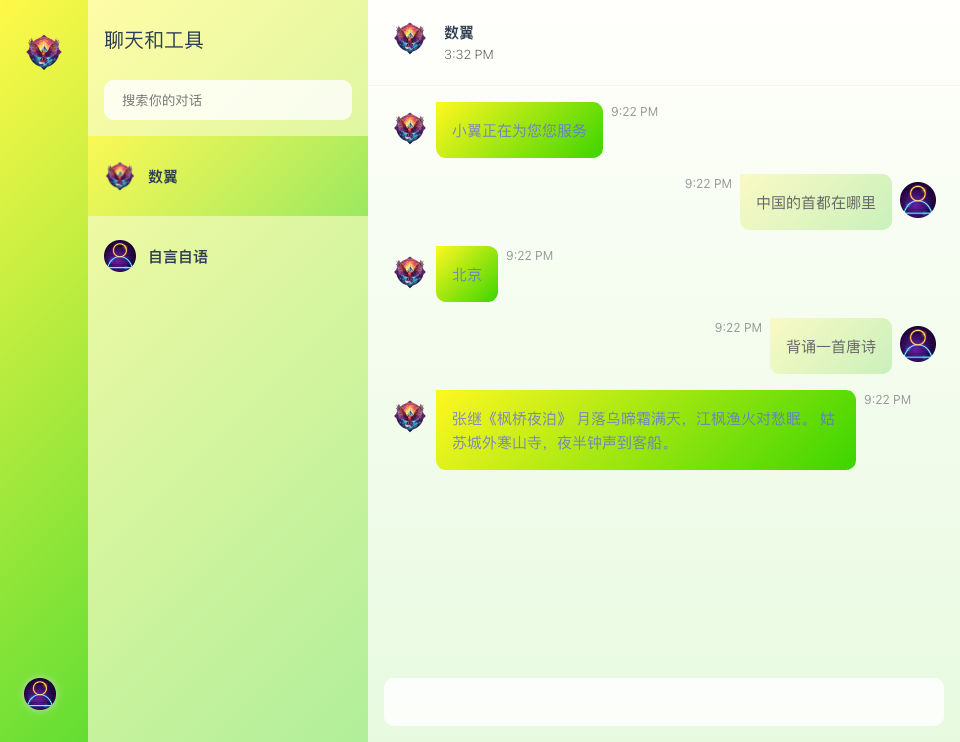 聊天和工具
搜索你的对话
数翼
自言自语
数翼
3:32 PM
小翼正在为您您服务
9:22 PM
9:22 PM
中国的首都在哪里
北京
9:22 PM
9:22 PM
背诵一首唐诗
张继《枫桥夜泊》 月落乌啼霜满天，江枫渔火对愁眠。 姑
苏城外寒山寺，夜半钟声到客船。
9:22 PM